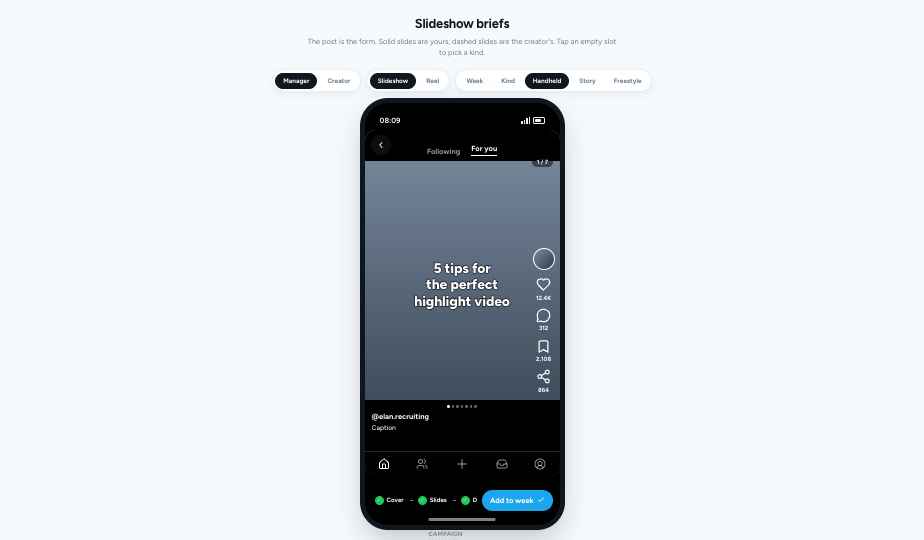 Slideshow briefs
The post is the form. Solid slides are yours, dashed slides are the creator's. Tap an empty slot
to pick a kind.
Manager Creator Slideshow Reel Week Kind Handheld Story Freestyle
08:09
Following For you
1 / 7
5 tips for
the perfect
highlight video
12.4K
312
2.108
864
@elan.recruiting
Caption
Cover – Slides – D Add to week
CAMPAIGN